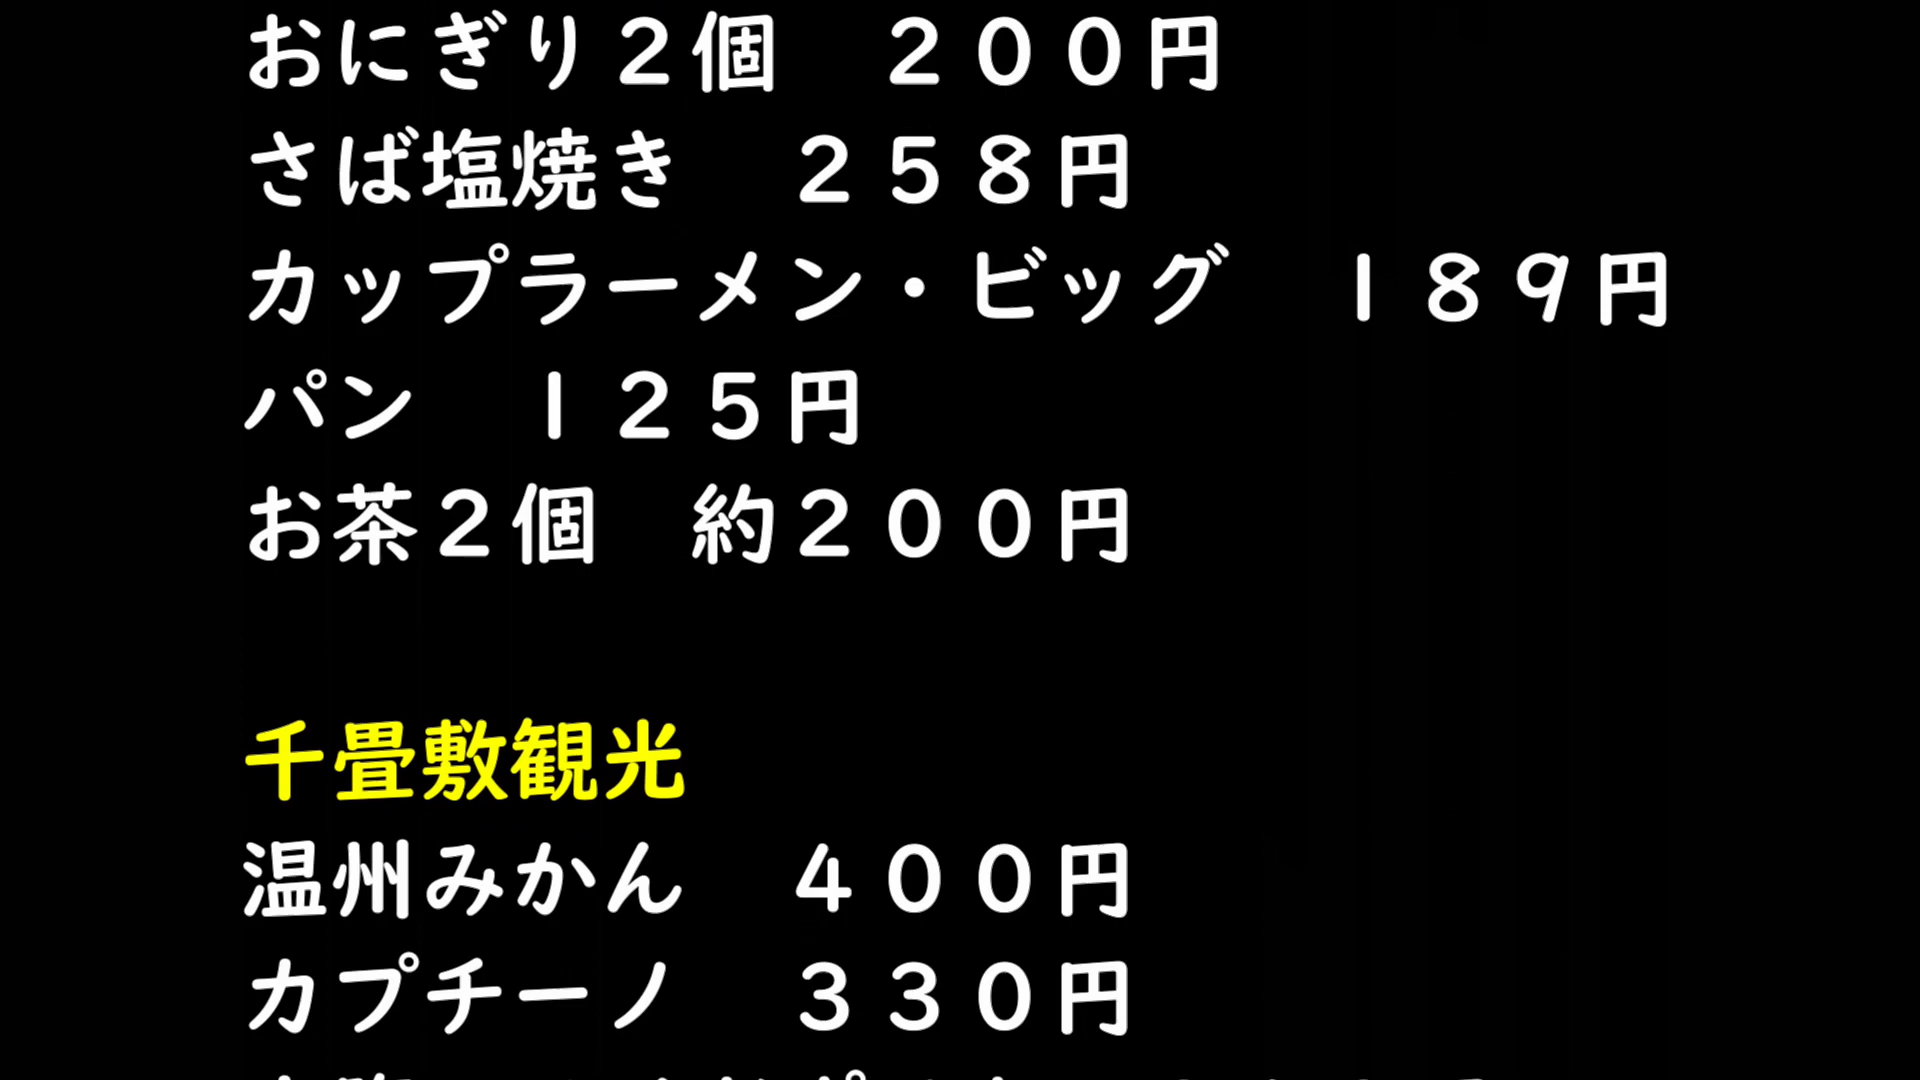 おにぎり２個　２００円
さば塩焼き　２５８円
カップラーメン・ビッグ　１８９円
パン　１２５円
お茶２個　約２００円
千畳敷観光
温州みかん　４００円
カプチーノ　３３０円